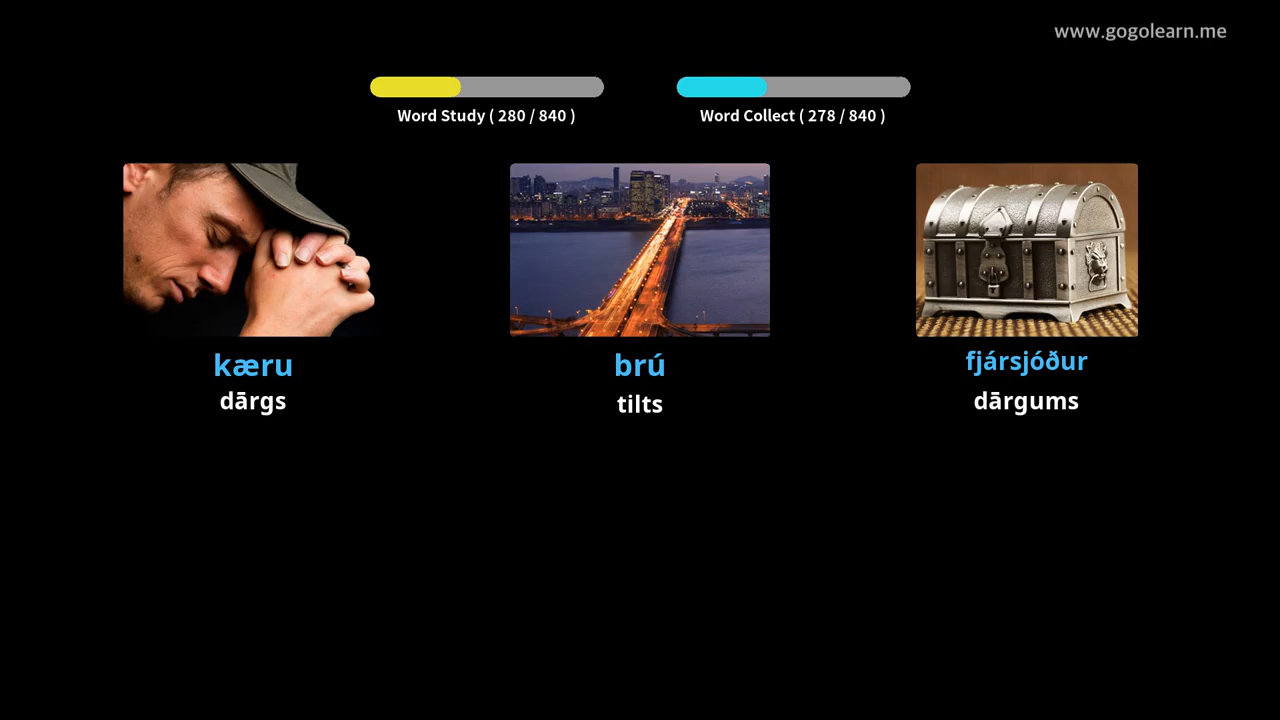 www.gogolearn.me
Word Study ( 280 / 840 )
Word Collect ( 278 / 840 )
kæru
dārgs
brú
tilts
fjársjóður
dārgums